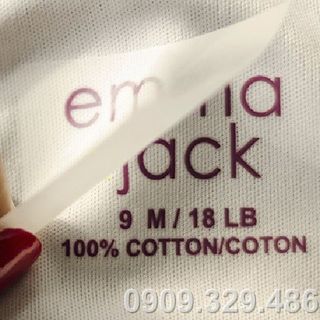 emma
jack
9 M / 18 LB
100% COTTON/COTON
0909.329.486